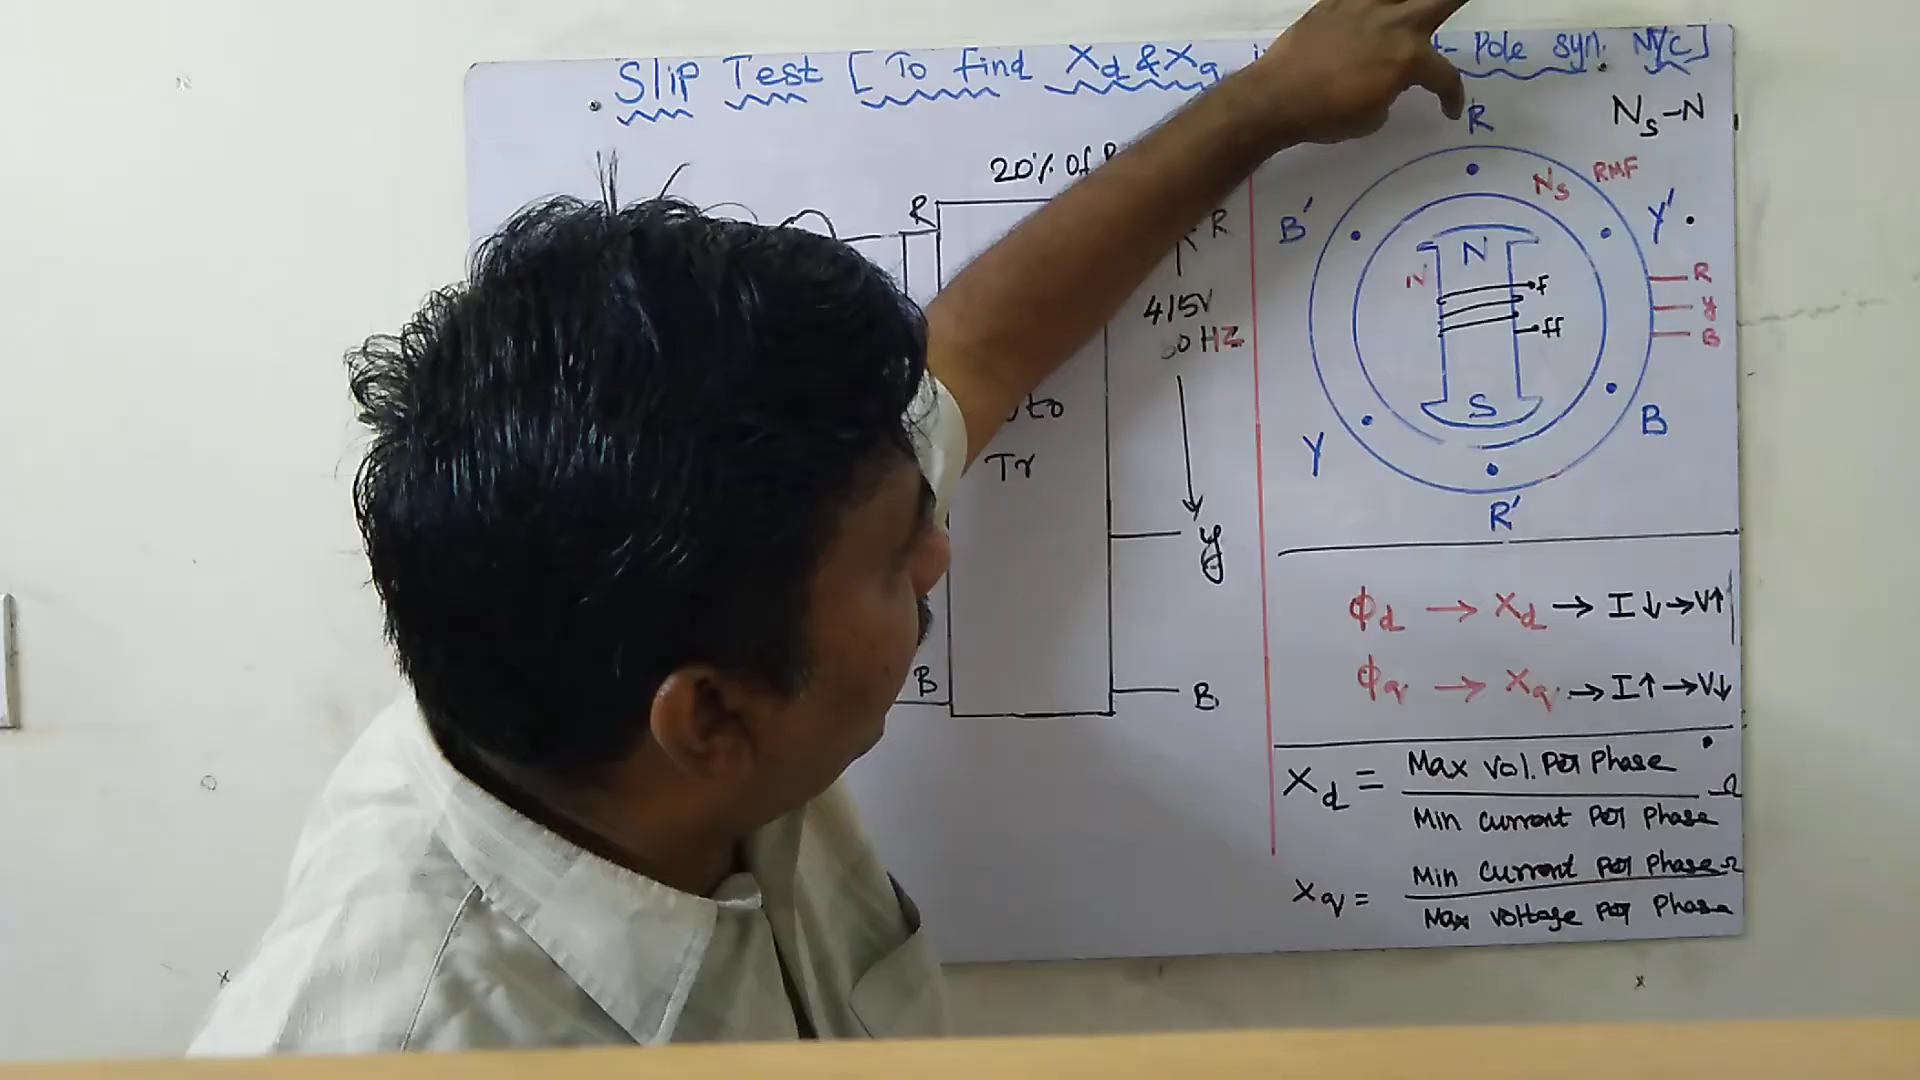 Slip Test [To find Xd & Xq
Pole syn. M/C]
Ns-N
R
20% Of
Ns RMF
R
B' Y'
R
N
N
f
R
Y
B
ff
415V
0 HZ
Tr
S
Y B
R'
y
B
B
Φd → Xd → I↓ → V↑
Φq → Xq → I↑ → V↓
Xd = Max Vol. Per Phase
Min Current Per Phase
Ω
Xq = Min Current Per Phase Ω
Max Voltage Per Phase